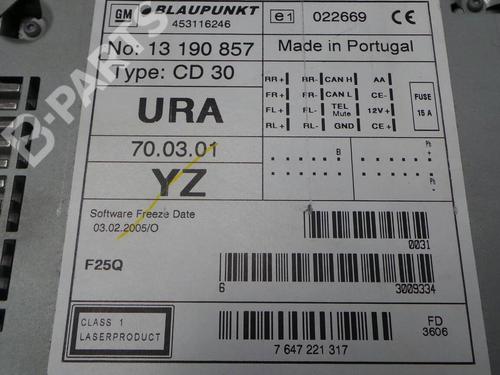 GM BLAUPUNKT
453116246
e1 022669 CE
No: 13 190 857
Made in Portugal
Type: CD 30
RR+ RR- CAN H AA
FR+ FR- CAN L CE-
FL+ FL- TEL Mute 12V+
RL+ RL- GND CE+
FUSE
15 A
URA
70.03.01
B
YZ
Software Freeze Date
03.02.2005/O
0031
F25Q
6 3009334
CLASS 1
LASERPRODUCT
7 647 221 317
FD
3606
B-PARTS